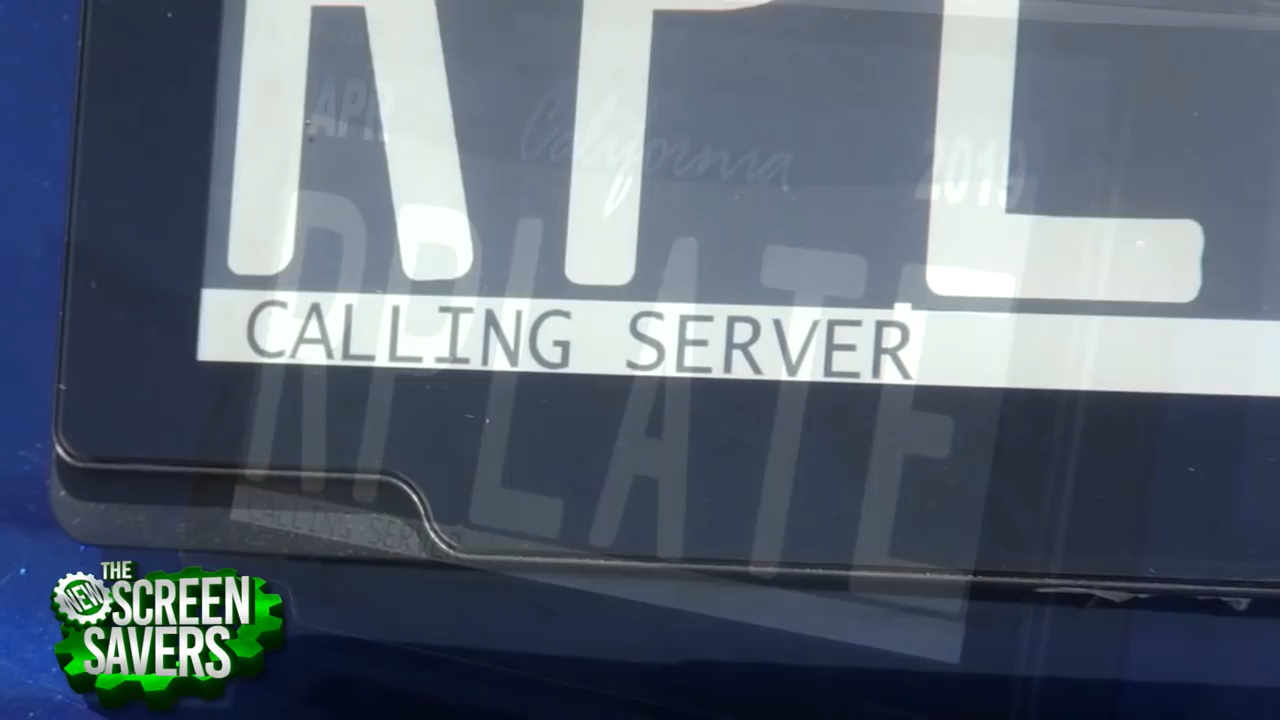 RPL
APR California 2019
RPLATE
CALLING SERVER
CALLING SERVER
THE
NEW SCREEN
SAVERS